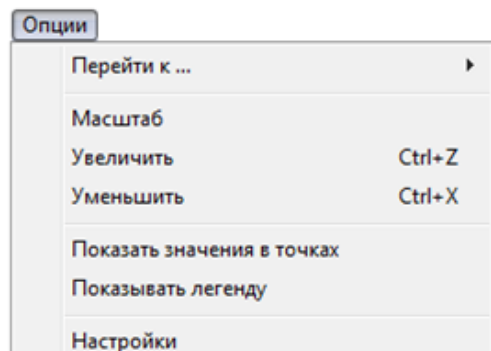 Опции
Перейти к ...
Масштаб
Увеличить Ctrl+Z
Уменьшить Ctrl+X
Показать значения в точках
Показывать легенду
Настройки